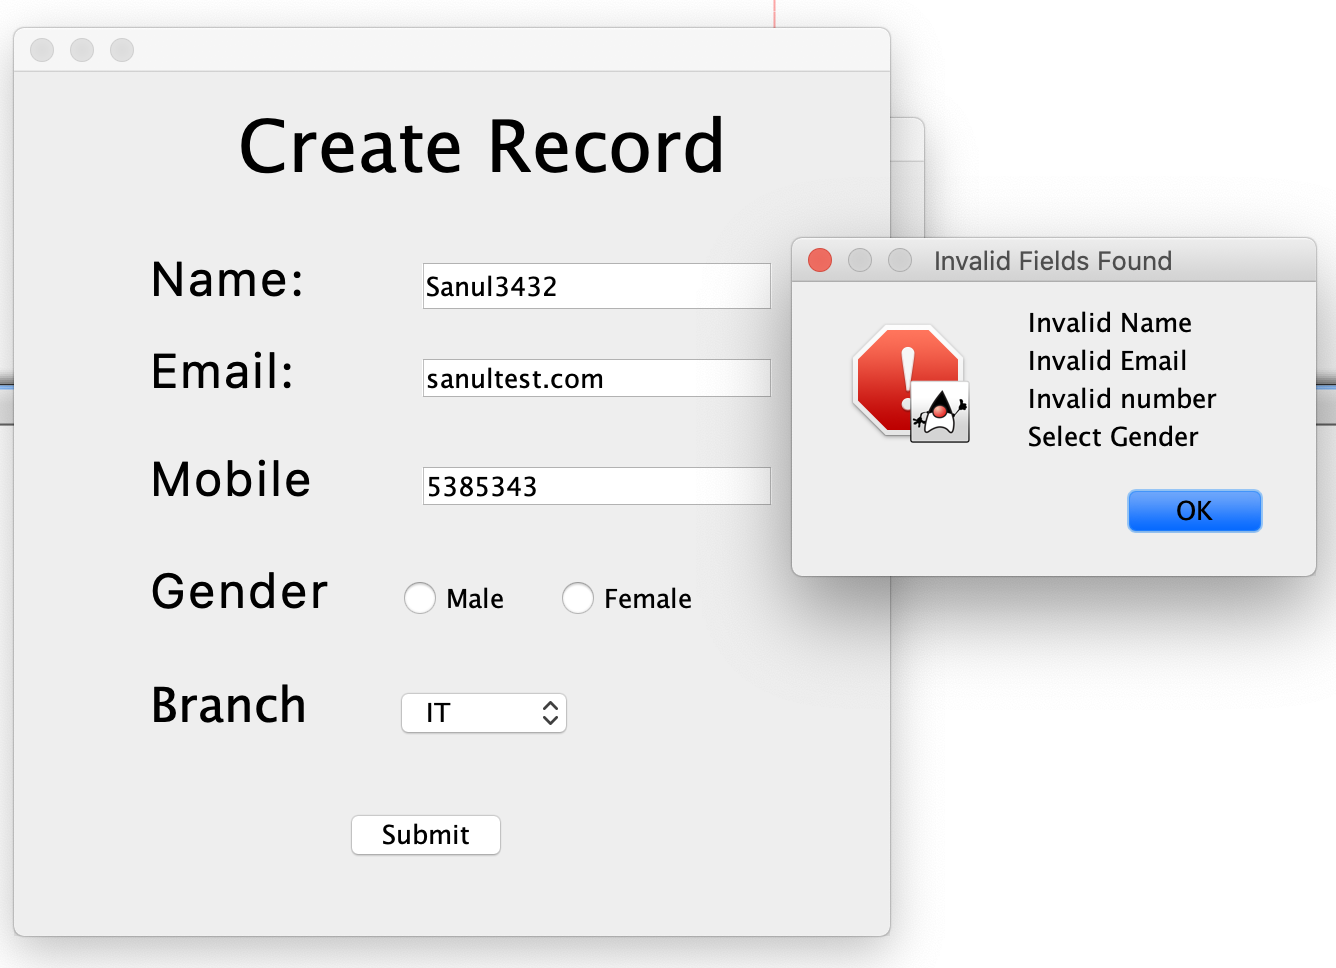 Create Record
Name:
Sanul3432
Email:
sanultest.com
Mobile
5385343
Gender
Male
Female
Branch
IT
Submit
Invalid Fields Found
Invalid Name
Invalid Email
Invalid number
Select Gender
OK